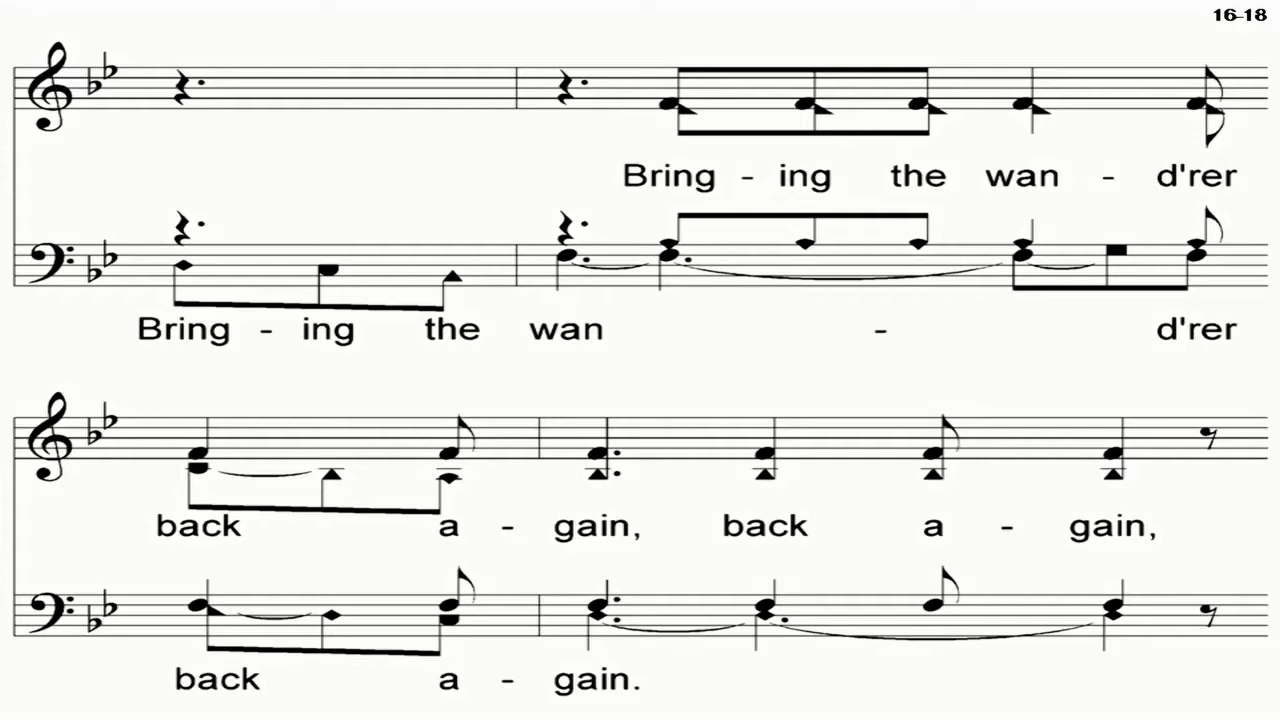 16-18
Bring - ing the wan - d'rer
Bring - ing the wan - d'rer
back a - gain, back a - gain,
back a - gain.